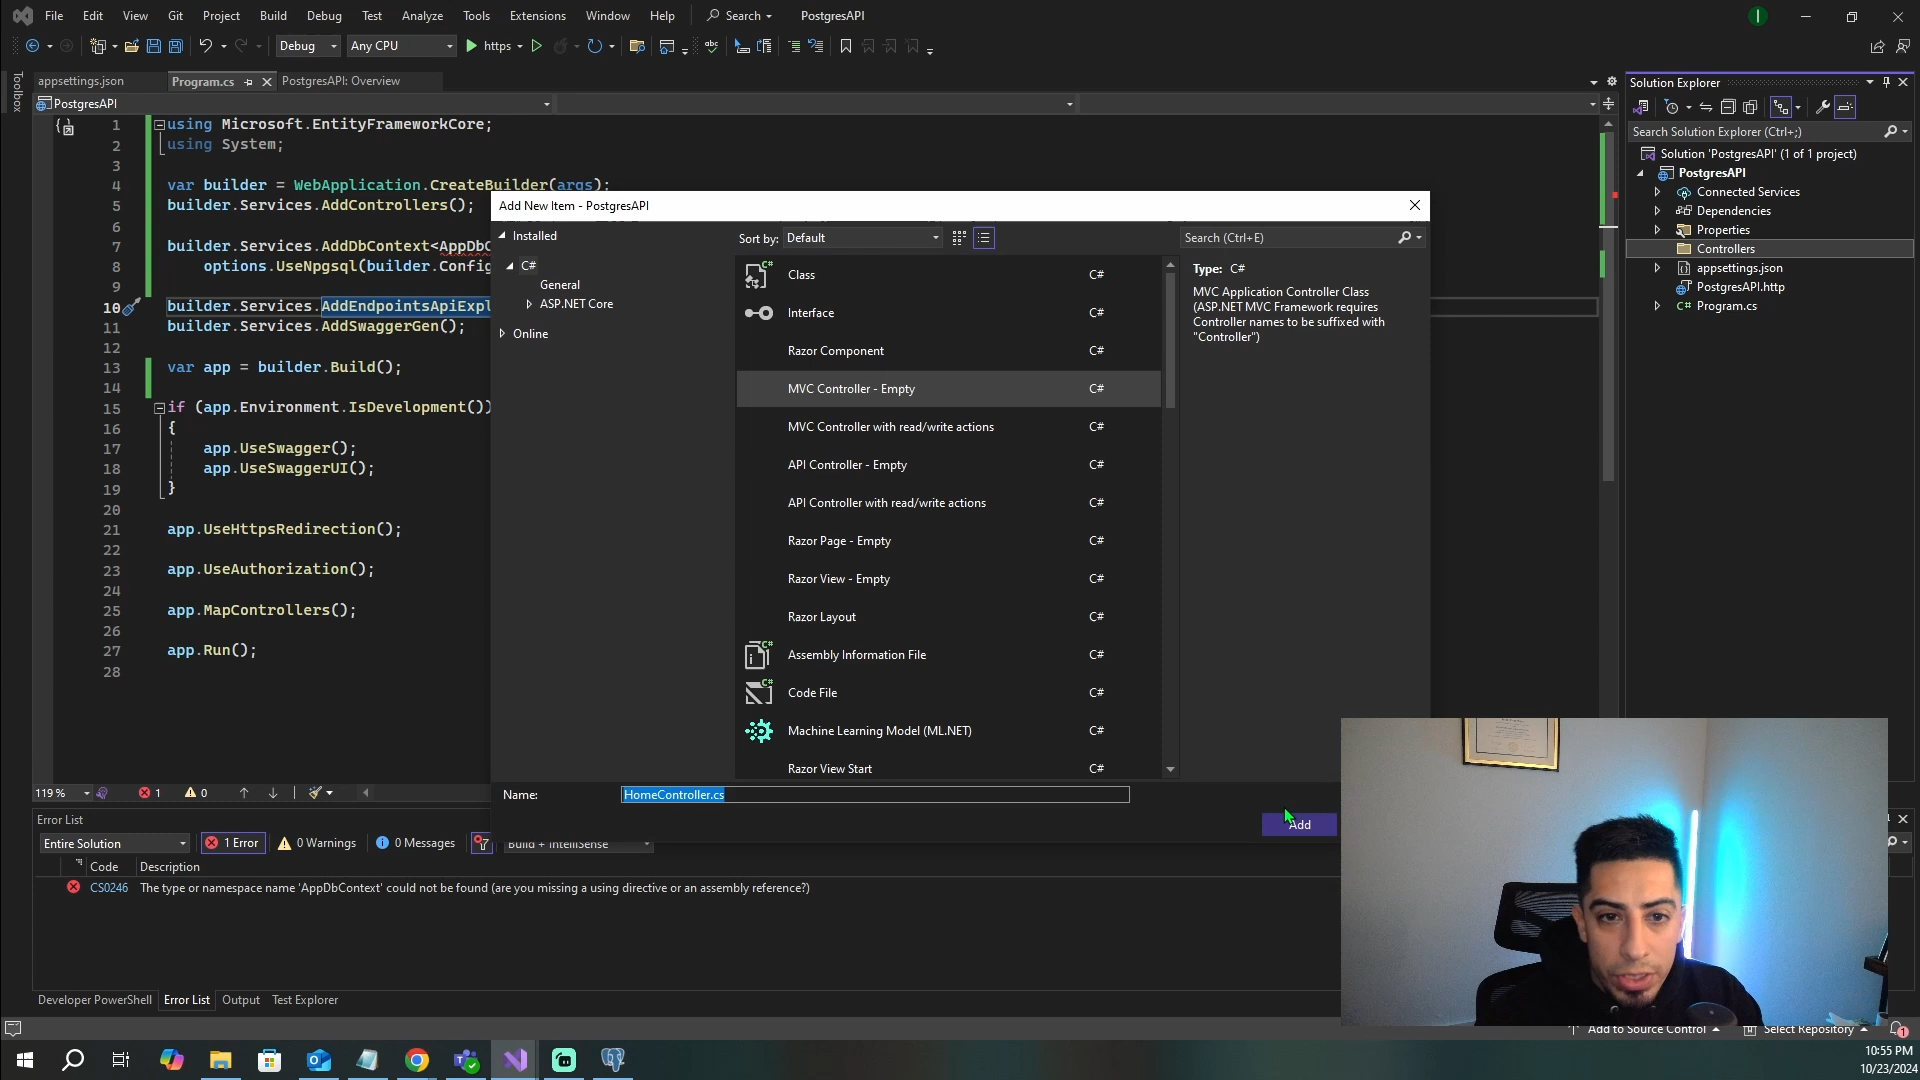 File Edit View Git Project Build Debug Test Analyze Tools Extensions Window Help Search PostgresAPI
Debug Any CPU https
Toolbox
appsettings.json Program.cs PostgresAPI: Overview
PostgresAPI
1 using Microsoft.EntityFrameworkCore;
2 using System;
3
4 var builder = WebApplication.CreateBuilder(args);
5 builder.Services.AddControllers();
6
7 builder.Services.AddDbContext<AppDbC
8 options.UseNpgsql(builder.Config
9
10 builder.Services.AddEndpointsApiExpl
11 builder.Services.AddSwaggerGen();
12
13 var app = builder.Build();
14
15 if (app.Environment.IsDevelopment())
16 {
17 app.UseSwagger();
18 app.UseSwaggerUI();
19 }
20
21 app.UseHttpsRedirection();
22
23 app.UseAuthorization();
24
25 app.MapControllers();
26
27 app.Run();
28
119 % 1 0
Add New Item - PostgresAPI
Installed
C#
General
ASP.NET Core
Online
Sort by: Default
Search (Ctrl+E)
Class C#
Interface C#
Razor Component C#
MVC Controller - Empty C#
MVC Controller with read/write actions C#
API Controller - Empty C#
API Controller with read/write actions C#
Razor Page - Empty C#
Razor View - Empty C#
Razor Layout C#
Assembly Information File C#
Code File C#
Machine Learning Model (ML.NET) C#
Razor View Start C#
Type: C#
MVC Application Controller Class
(ASP.NET MVC Framework requires
Controller names to be suffixed with
"Controller")
Name: HomeController.cs
Add
Solution Explorer
Search Solution Explorer (Ctrl+;)
Solution 'PostgresAPI' (1 of 1 project)
PostgresAPI
Connected Services
Dependencies
Properties
Controllers
appsettings.json
PostgresAPI.http
C# Program.cs
Error List
Entire Solution 1 Error 0 Warnings 0 Messages Build + IntelliSense
Code Description
CS0246 The type or namespace name 'AppDbContext' could not be found (are you missing a using directive or an assembly reference?)
Developer PowerShell Error List Output Test Explorer
Add to Source Control Select Repository 1
10:55 PM
10/23/2024